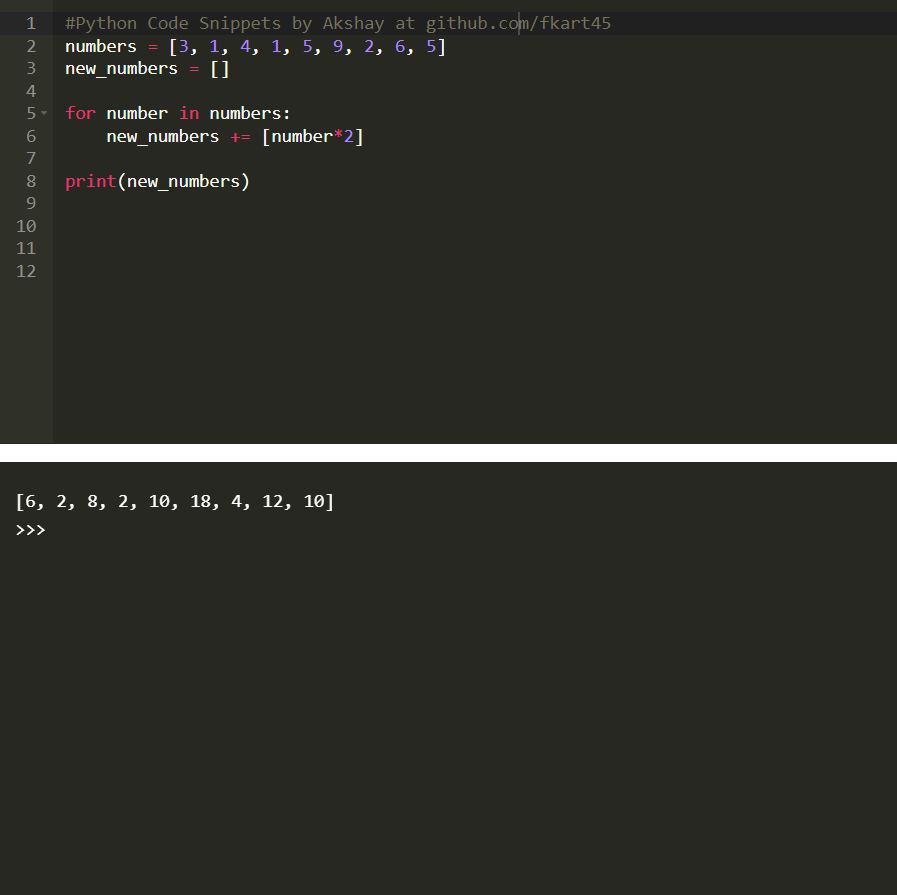 1 #Python Code Snippets by Akshay at github.com/fkart45
2 numbers = [3, 1, 4, 1, 5, 9, 2, 6, 5]
3 new_numbers = []
4
5 for number in numbers:
6     new_numbers += [number*2]
7
8 print(new_numbers)
9
10
11
12
[6, 2, 8, 2, 10, 18, 4, 12, 10]
>>>